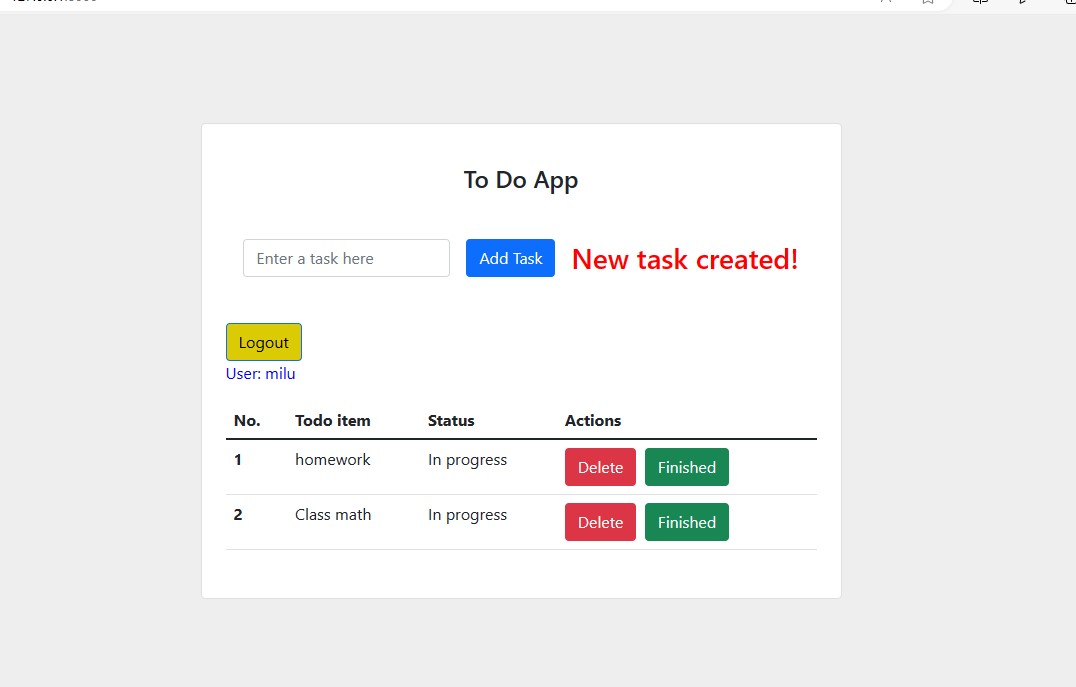 To Do App
Enter a task here Add Task New task created!
Logout
User: milu
No. Todo item Status Actions
1 homework In progress Delete Finished
2 Class math In progress Delete Finished